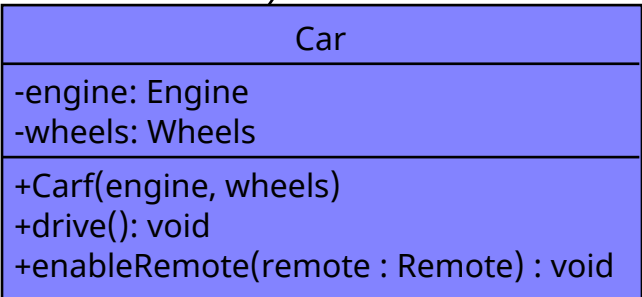 Car
-engine: Engine
-wheels: Wheels
+Carf(engine, wheels)
+drive(): void
+enableRemote(remote : Remote) : void